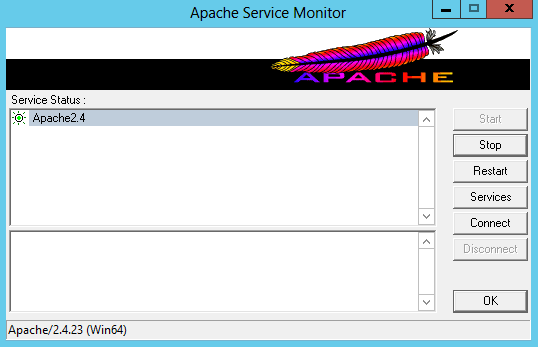 Apache Service Monitor
APACHE
Service Status :
Apache2.4
Start
Stop
Restart
Services
Connect
Disconnect
OK
Apache/2.4.23 (Win64)